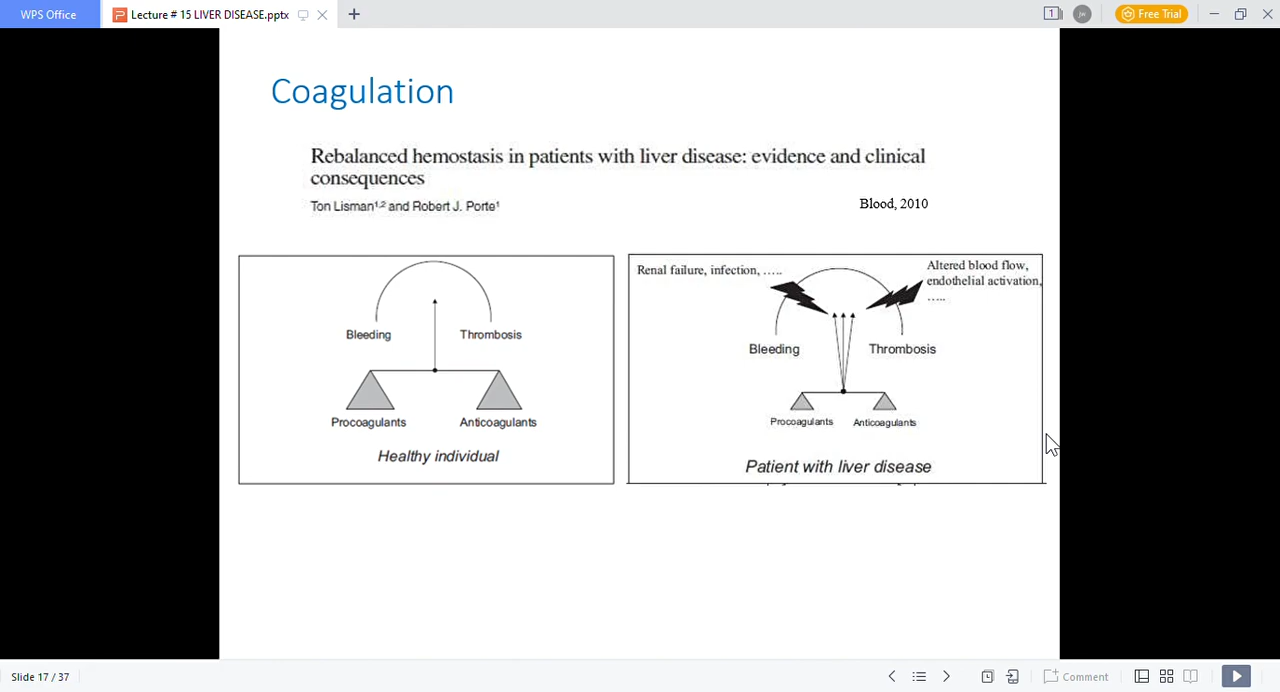 WPS Office
Lecture # 15 LIVER DISEASE.pptx
1
jw
Free Trial
Coagulation
Rebalanced hemostasis in patients with liver disease: evidence and clinical
consequences
Ton Lisman1,2 and Robert J. Porte1
Blood, 2010
Bleeding
Thrombosis
Procoagulants
Anticoagulants
Healthy individual
Renal failure, infection, …..
Altered blood flow,
endothelial activation,
…..
Bleeding
Thrombosis
Procoagulants
Anticoagulants
Patient with liver disease
Slide 17 / 37
Comment